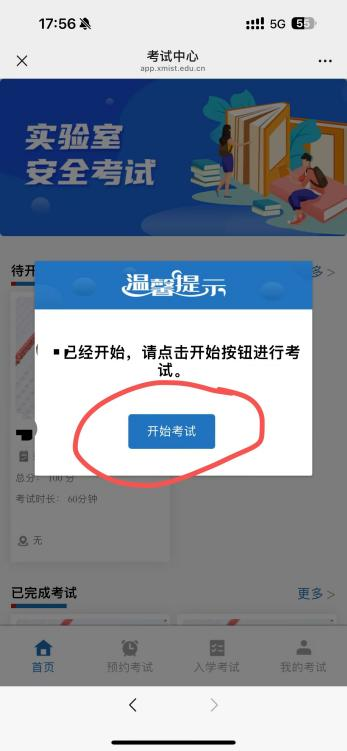 17:56
5G
55
考试中心
app.xmist.edu.cn
实验室
安全考试
待开
多 >
温馨提示
已经开始，请点击开始按钮进行考
试。
开始考试
总分： 100 分
考试时长： 60分钟
无
已完成考试
更多 >
首页
预约考试
入学考试
我的考试